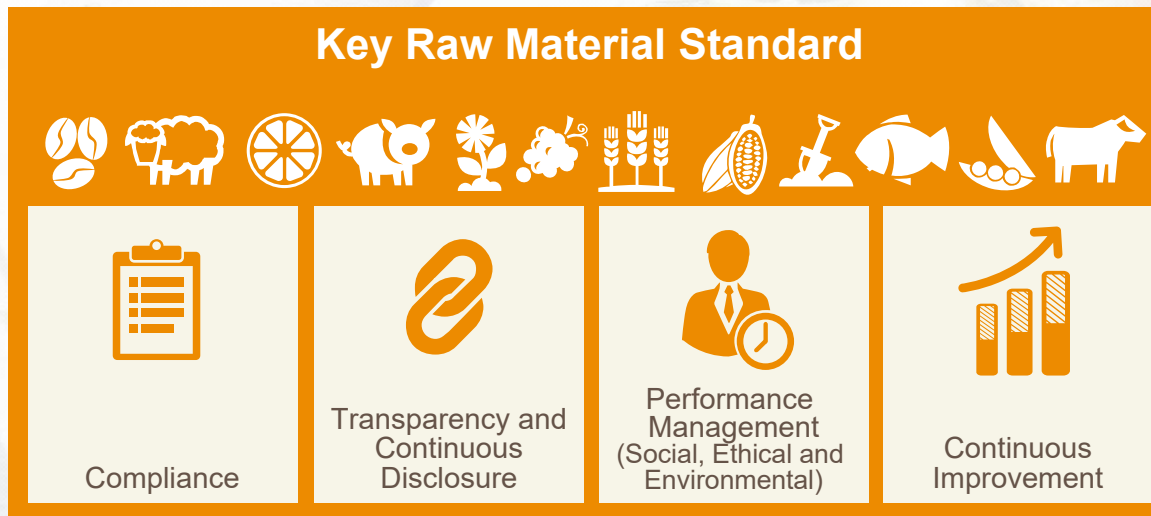 Key Raw Material Standard
Compliance
Transparency and
Continuous
Disclosure
Performance
Management
(Social, Ethical and
Environmental)
Continuous
Improvement